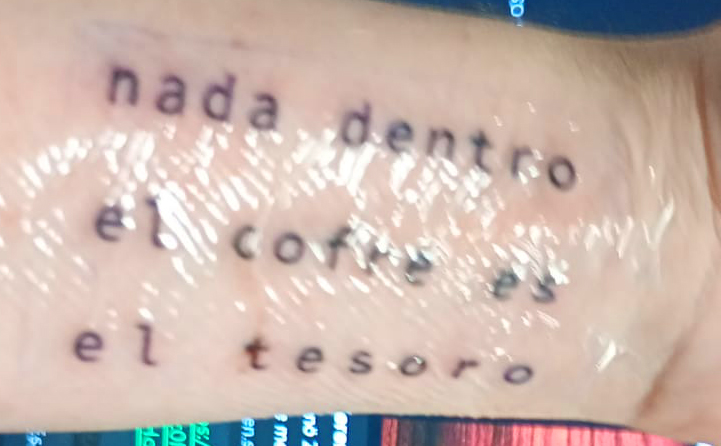 nada dentro
el cofre es
el tesoro